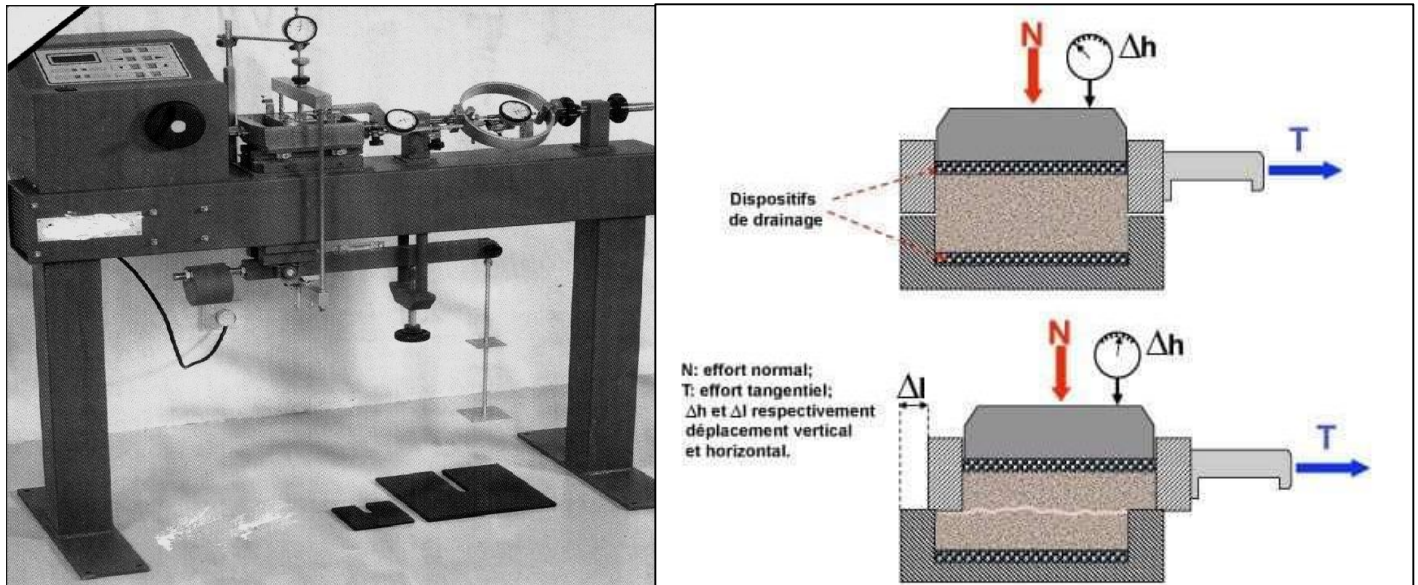 N
Δh
T
Dispositifs
de drainage
N
Δh
N: effort normal;
T: effort tangentiel;
Δh et Δl respectivement
déplacement vertical
et horizontal.
Δl
T